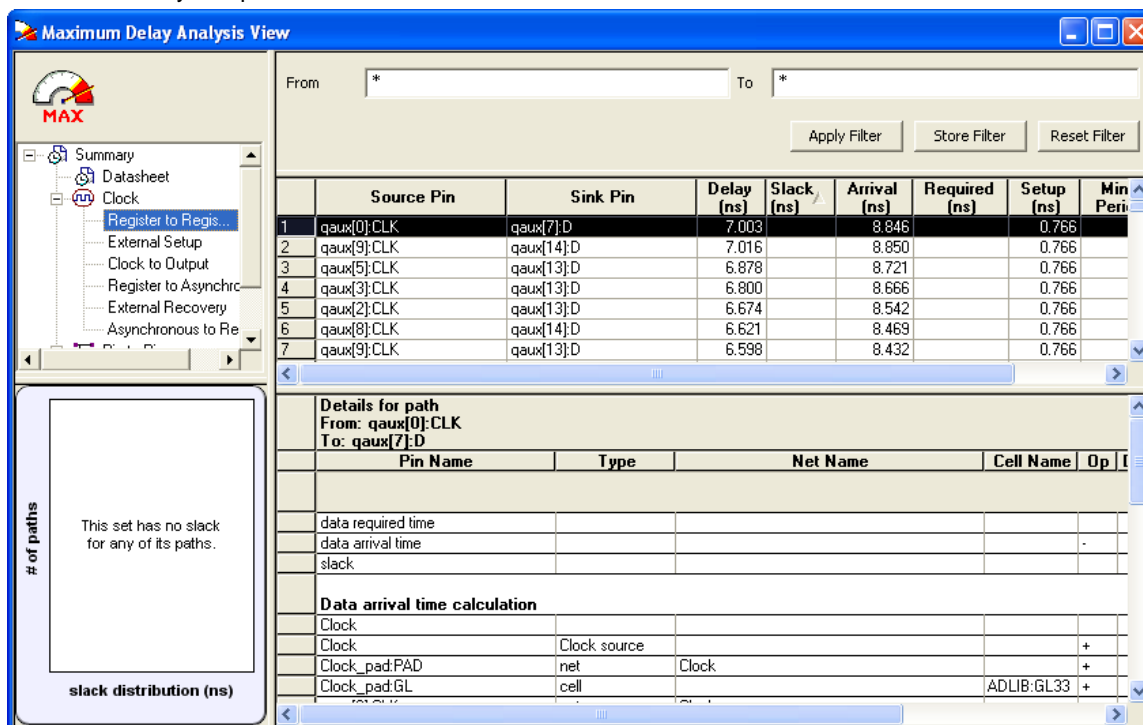 Maximum Delay Analysis View
MAX
From * To *
Apply Filter Store Filter Reset Filter
Summary
Datasheet
Clock
Register to Regis...
External Setup
Clock to Output
Register to Asynchro
External Recovery
Asynchronous to Re
Source Pin Sink Pin Delay (ns) Slack (ns) Arrival (ns) Required (ns) Setup (ns) Min Peri
1 qaux[0]:CLK qaux[7]:D 7.003 8.846 0.766
2 qaux[9]:CLK qaux[14]:D 7.016 8.850 0.766
3 qaux[5]:CLK qaux[13]:D 6.878 8.721 0.766
4 qaux[3]:CLK qaux[13]:D 6.800 8.666 0.766
5 qaux[2]:CLK qaux[13]:D 6.674 8.542 0.766
6 qaux[8]:CLK qaux[14]:D 6.621 8.469 0.766
7 qaux[9]:CLK qaux[13]:D 6.598 8.432 0.766
# of paths
This set has no slack
for any of its paths.
slack distribution (ns)
Details for path
From: qaux[0]:CLK
To: qaux[7]:D
Pin Name Type Net Name Cell Name Op
data required time
data arrival time -
slack
Data arrival time calculation
Clock
Clock Clock source +
Clock_pad:PAD net Clock +
Clock_pad:GL cell ADLIB:GL33 +